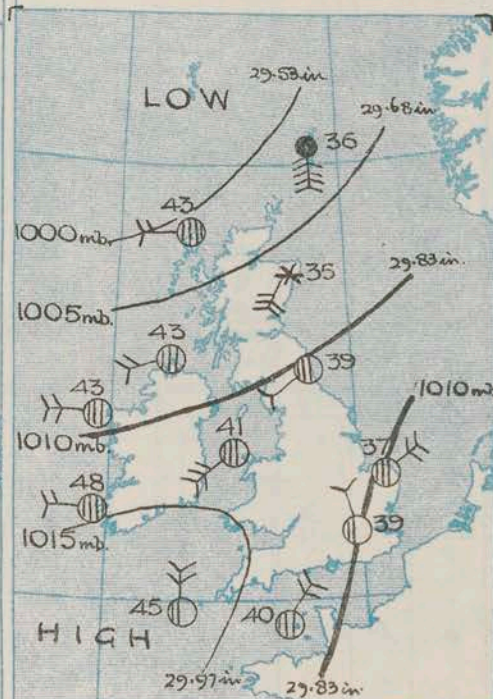 29.53 in
LOW
29.68 in
36
43
1000 mb.
35
29.83 in.
1005 mb.
43
39
43
1010 m
1010 mb.
41
37
48
39
1015 mb.
45
40
HIGH
29.97 in
29.83 in